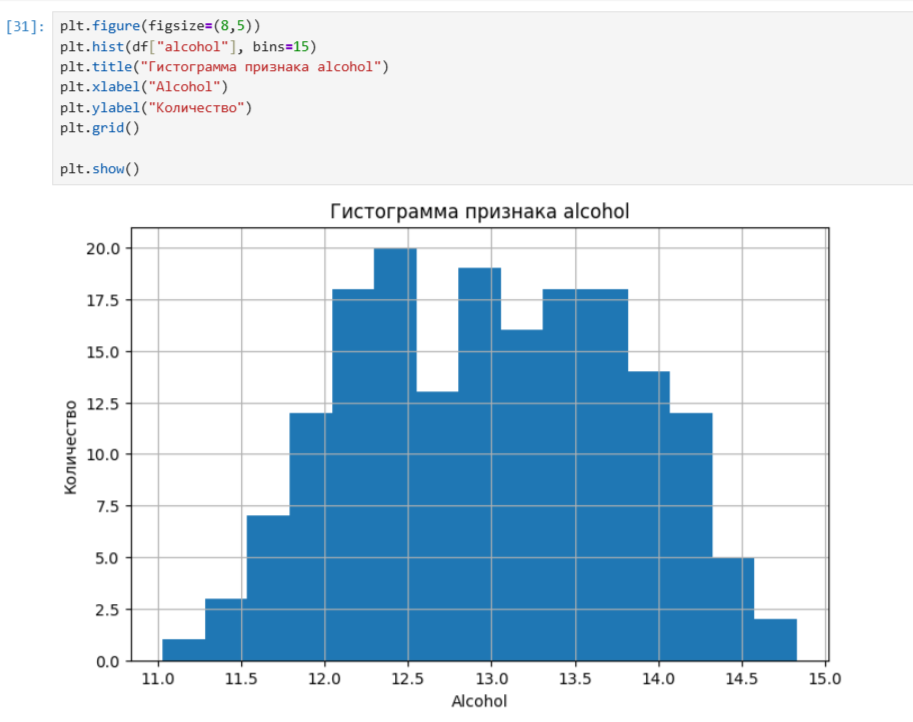 [31]: plt.figure(figsize=(8,5))
plt.hist(df["alcohol"], bins=15)
plt.title("Гистограмма признака alcohol")
plt.xlabel("Alcohol")
plt.ylabel("Количество")
plt.grid()
plt.show()
Гистограмма признака alcohol
20.0
17.5
15.0
12.5
10.0
7.5
5.0
2.5
0.0
Количество
11.0 11.5 12.0 12.5 13.0 13.5 14.0 14.5 15.0
Alcohol